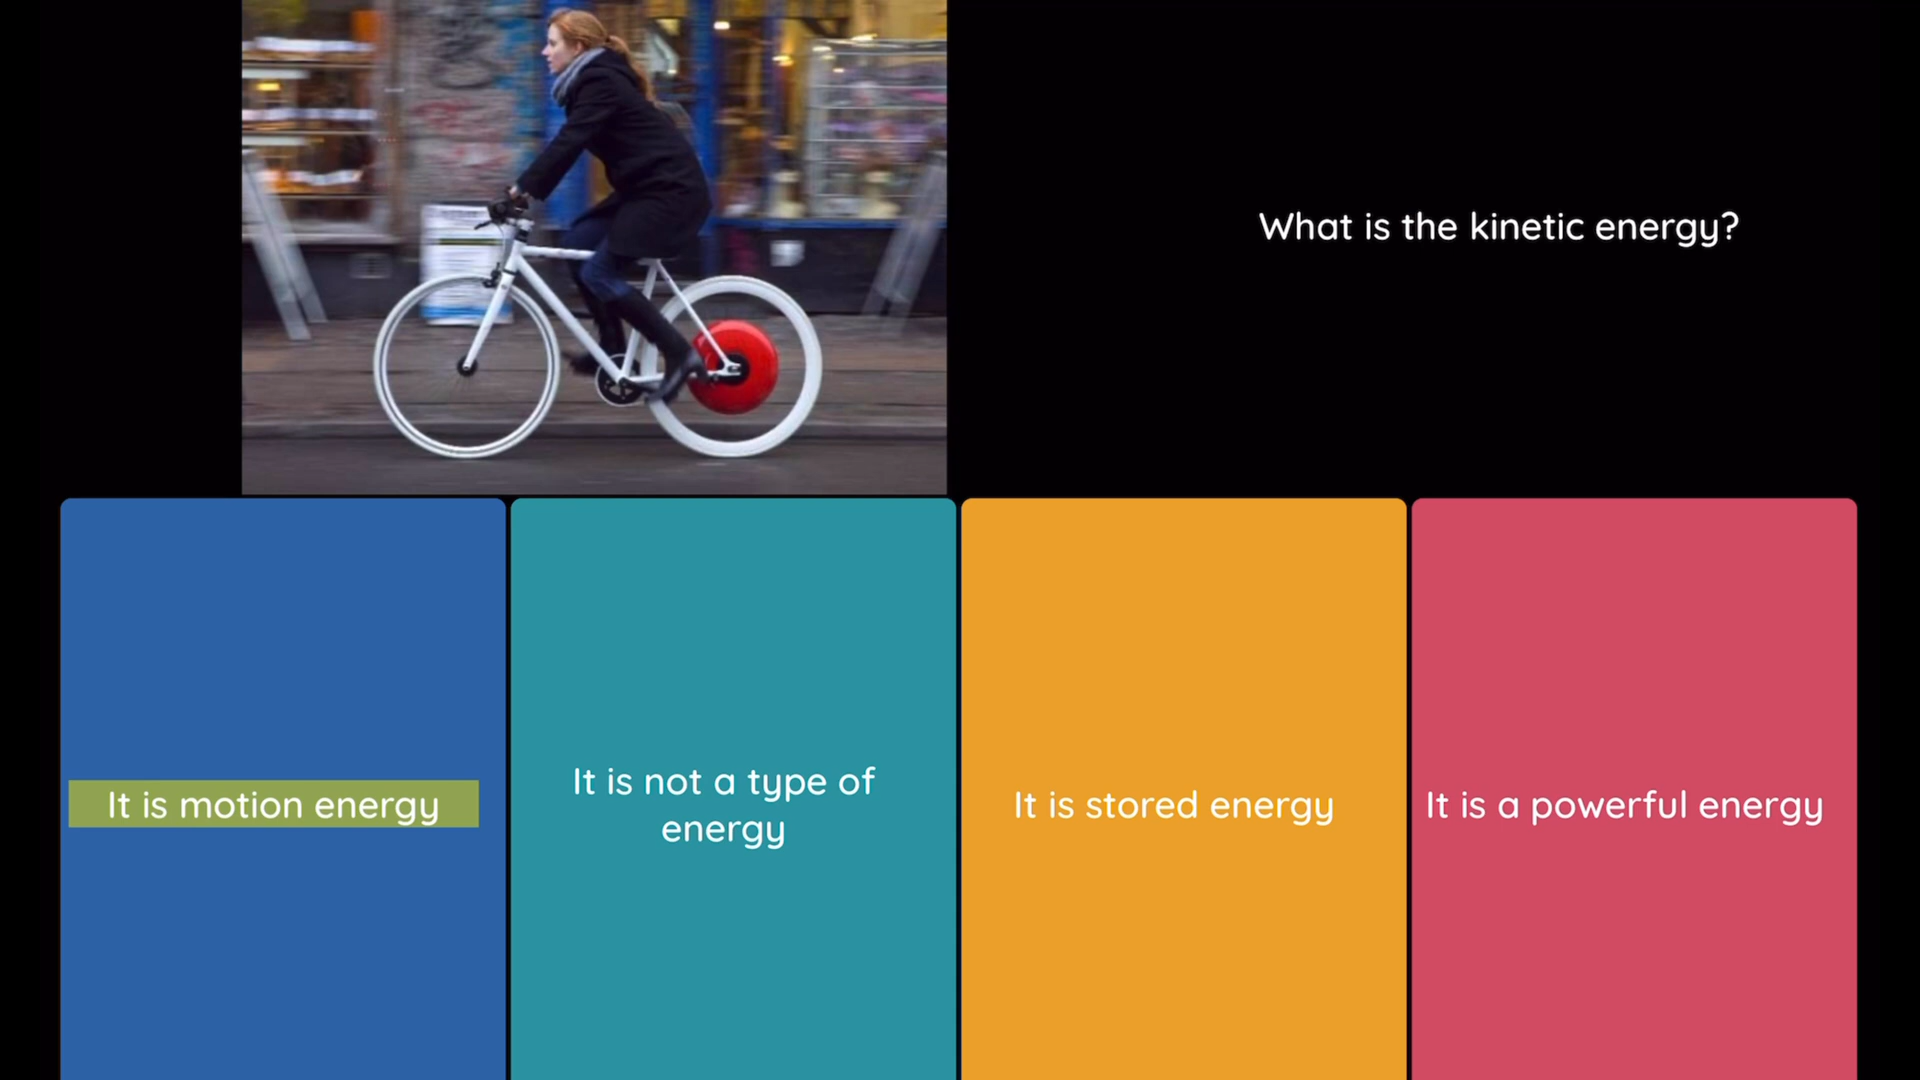 What is the kinetic energy?
It is motion energy
It is not a type of
energy
It is stored energy
It is a powerful energy